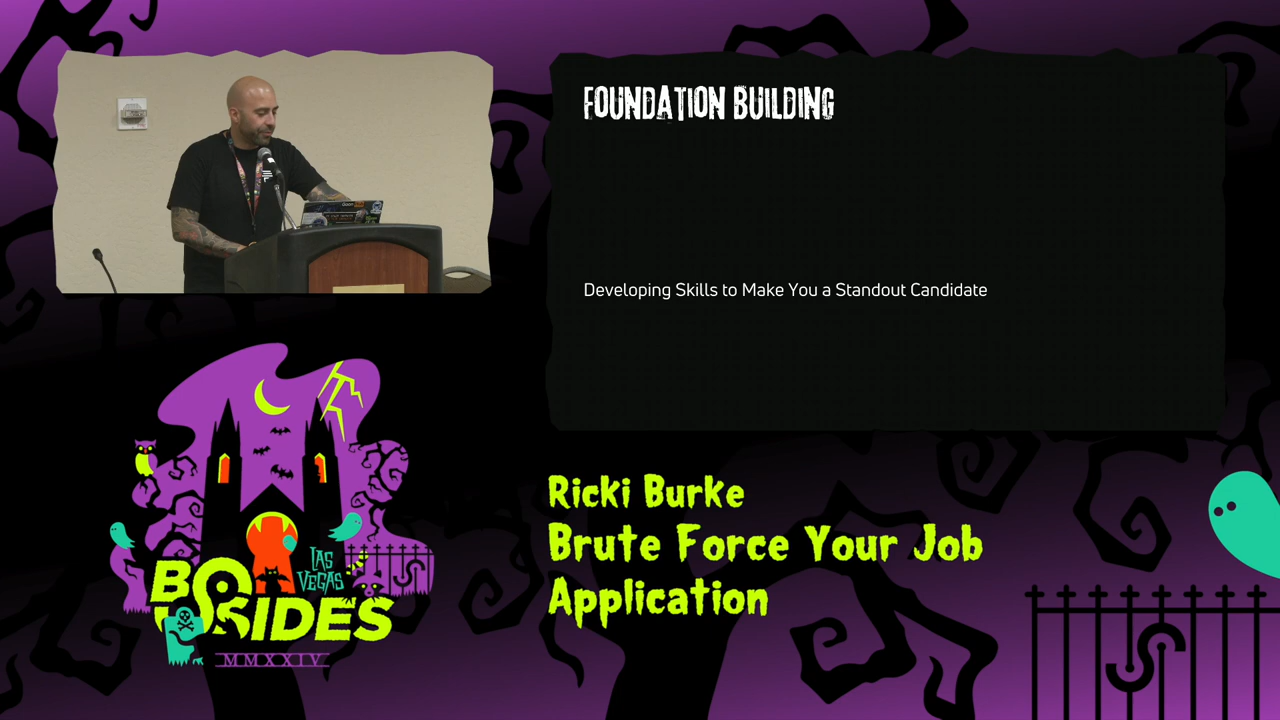 FOUNDATION BUILDING
Developing Skills to Make You a Standout Candidate
Ricki Burke
Brute Force Your Job
Application
LAS
VEGAS
BSIDES
MMXXIV